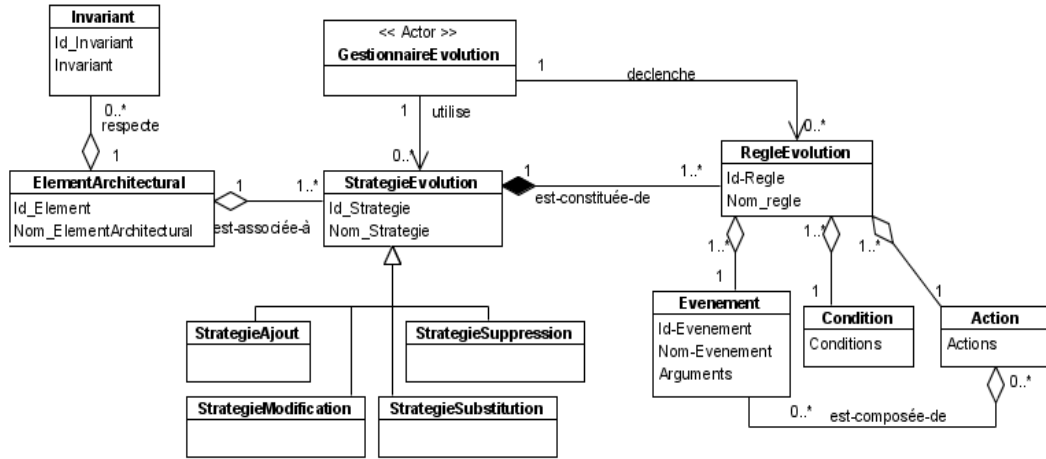 Invariant
Id_Invariant
Invariant
<< Actor >>
GestionnaireEvolution
1
declenche
0..*
respecte
1
1
utilise
0..*
0..*
ElementArchitectural
Id_Element
Nom_ElementArchitectural
1
1..*
est-associée-à
StrategieEvolution
Id_Strategie
Nom_Strategie
1
1..*
est-constituée-de
RegleEvolution
Id-Regle
Nom_regle
1..*
1..*
1..*
1
1
1
StrategieAjout
StrategieSuppression
StrategieModification
StrategieSubstitution
Evenement
Id-Evenement
Nom-Evenement
Arguments
Condition
Conditions
Action
Actions
0..*
0..*
est-composée-de